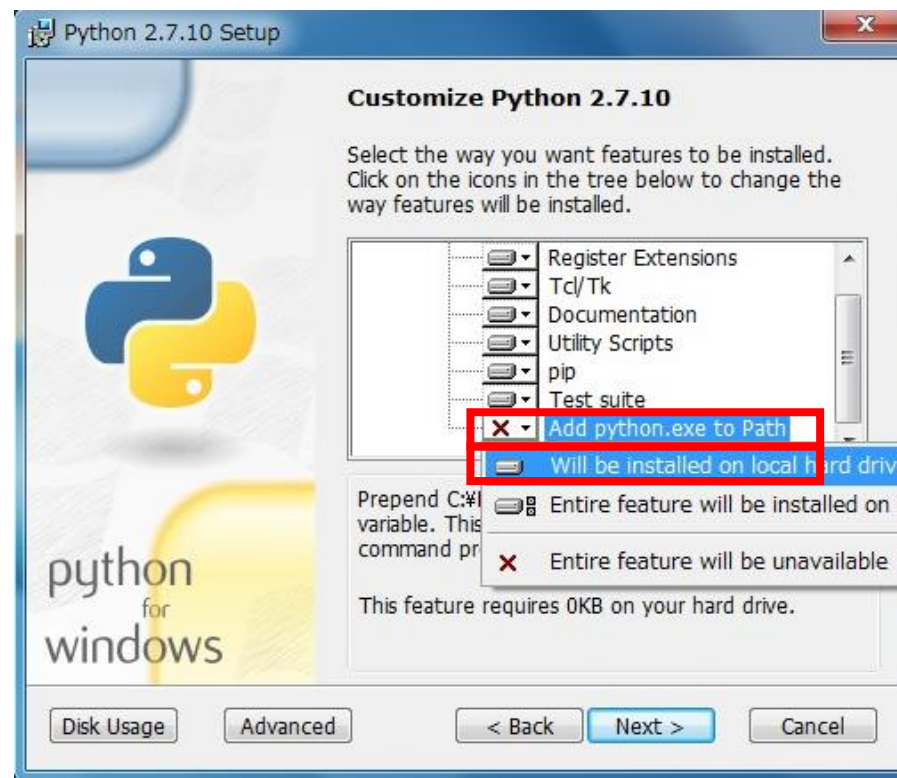 Python 2.7.10 Setup
Customize Python 2.7.10
Select the way you want features to be installed.
Click on the icons in the tree below to change the
way features will be installed.
Register Extensions
Tcl/Tk
Documentation
Utility Scripts
pip
Test suite
Add python.exe to Path
Will be installed on local hard driv
Entire feature will be installed on
Entire feature will be unavailable
Prepend C:¥
variable. This
command pr
This feature requires 0KB on your hard drive.
python
for
windows
Disk Usage
Advanced
< Back
Next >
Cancel